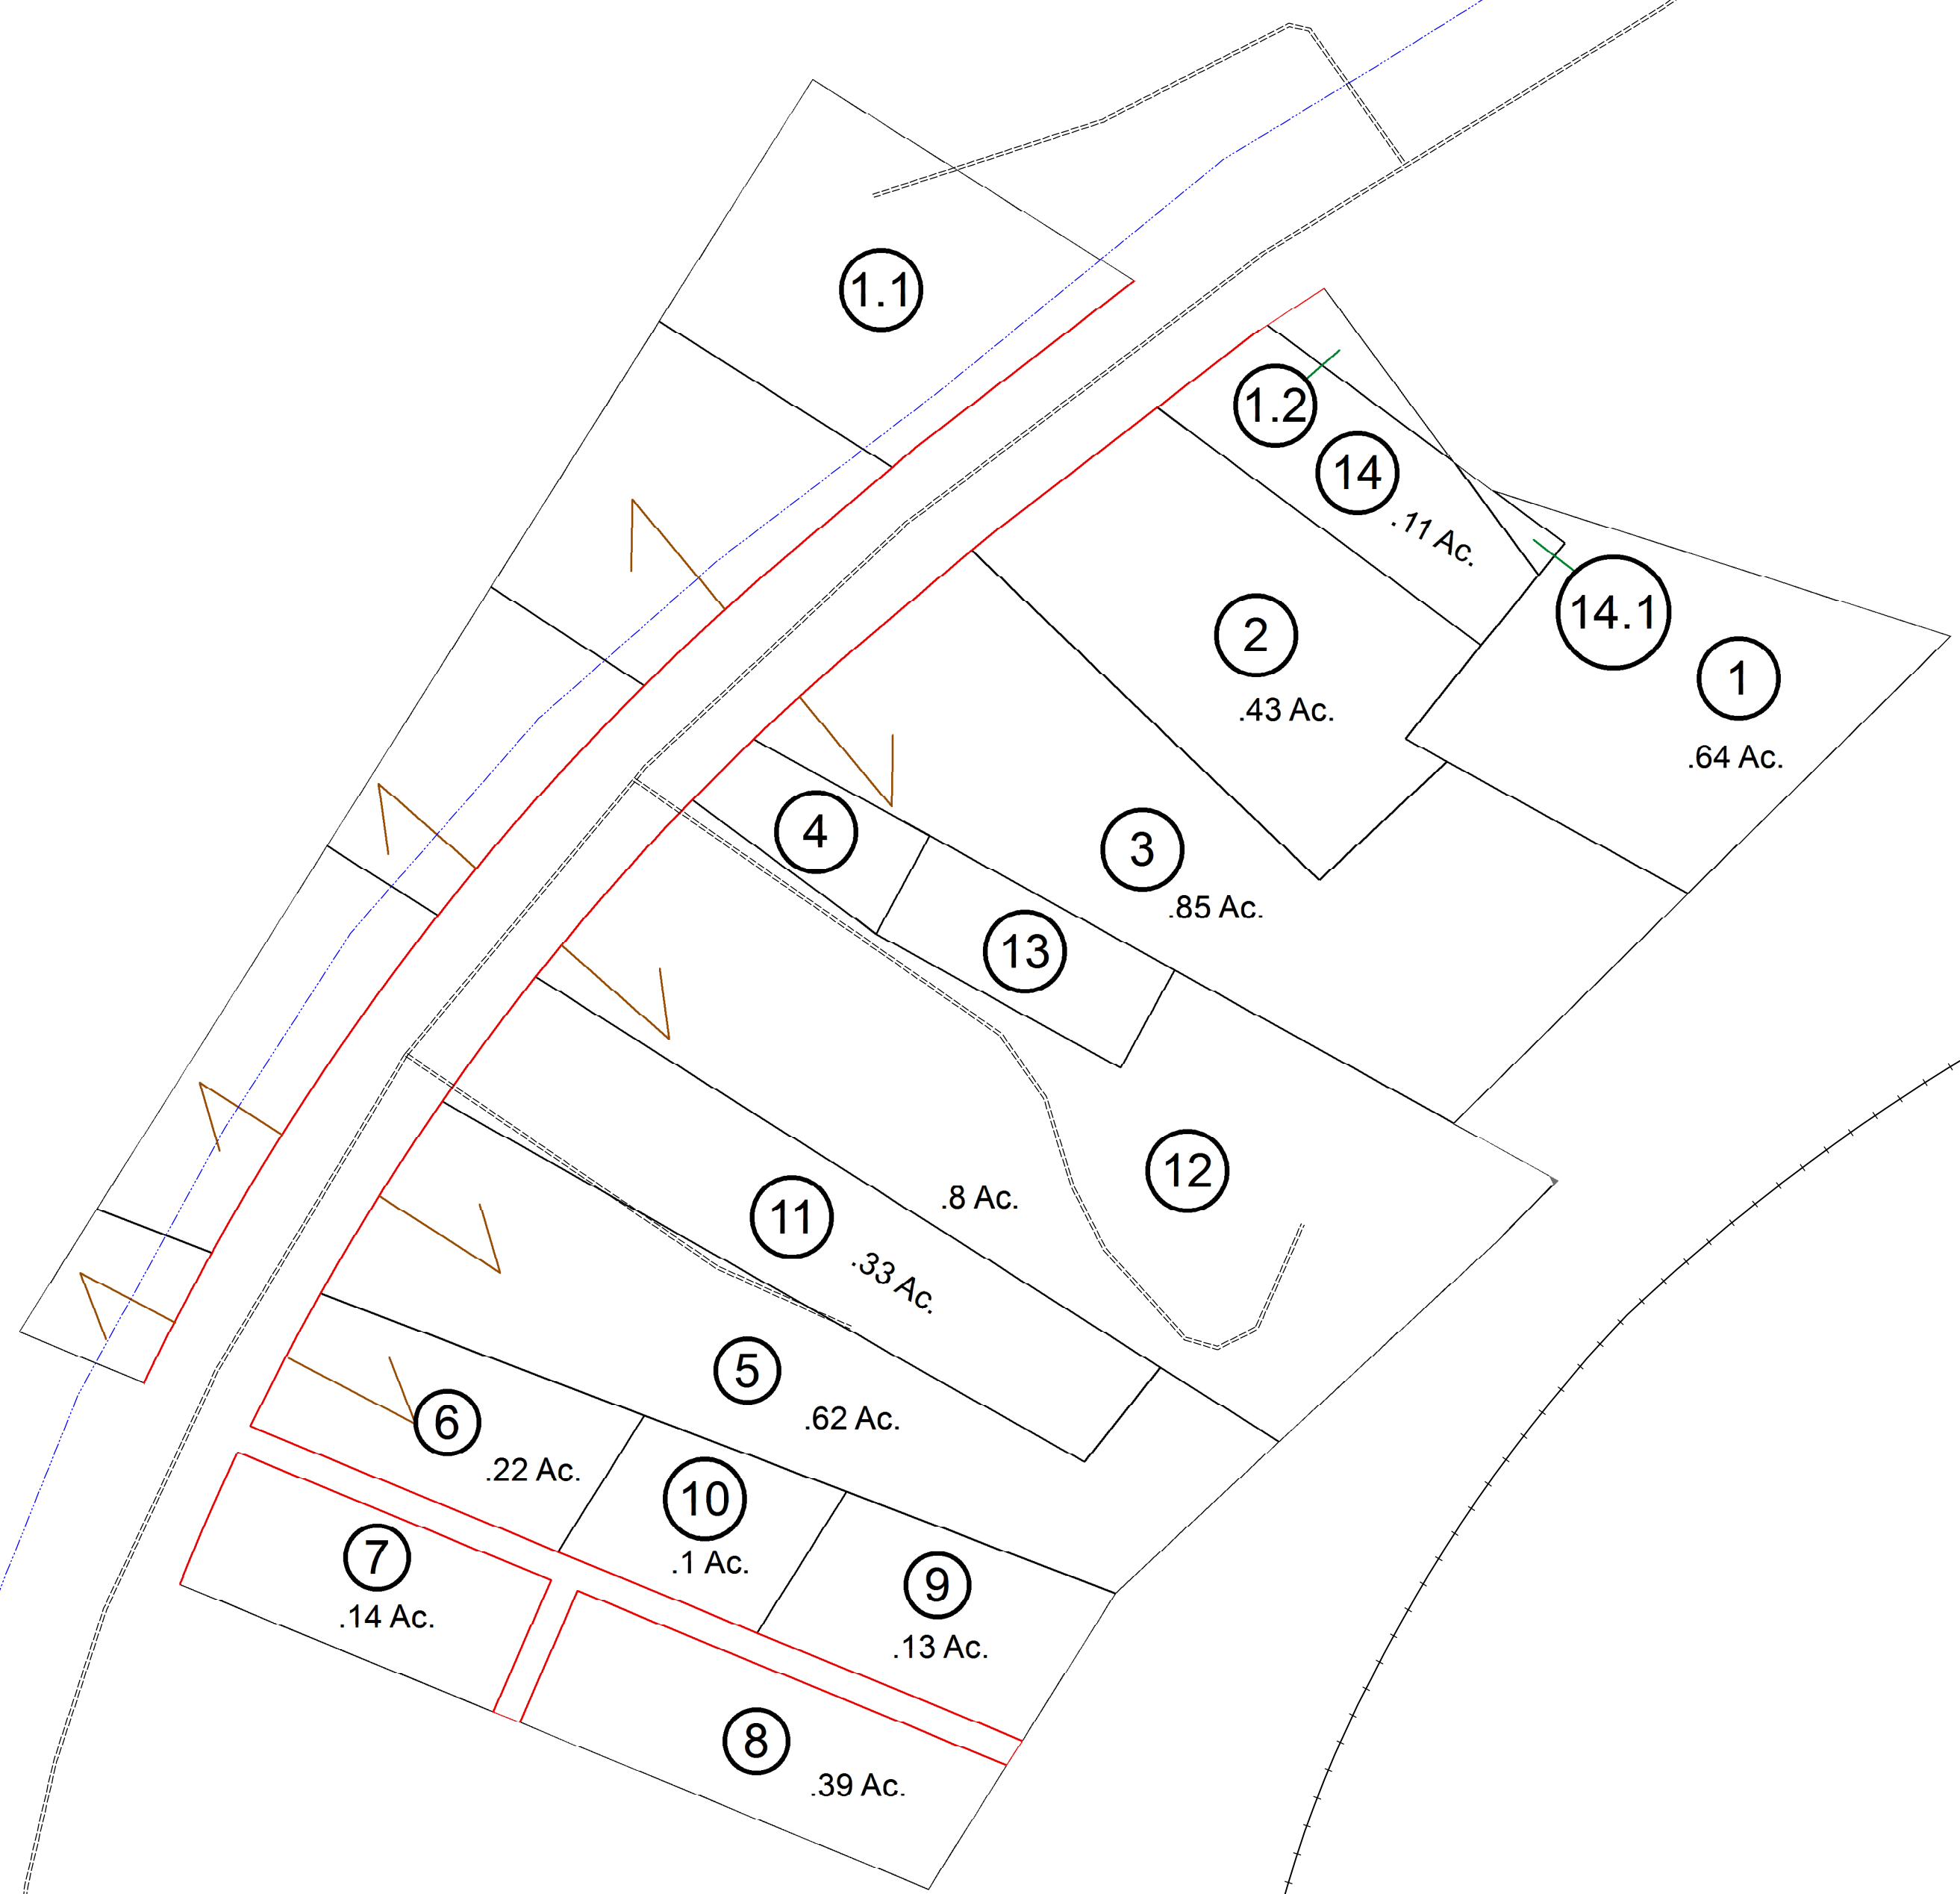 1.1
1.2
14
.11 Ac.
14.1
1
.64 Ac.
2
.43 Ac.
3
.85 Ac.
4
13
12
.8 Ac.
11
.33 Ac.
5
.62 Ac.
6
.22 Ac.
10
.1 Ac.
9
.13 Ac.
7
.14 Ac.
8
.39 Ac.